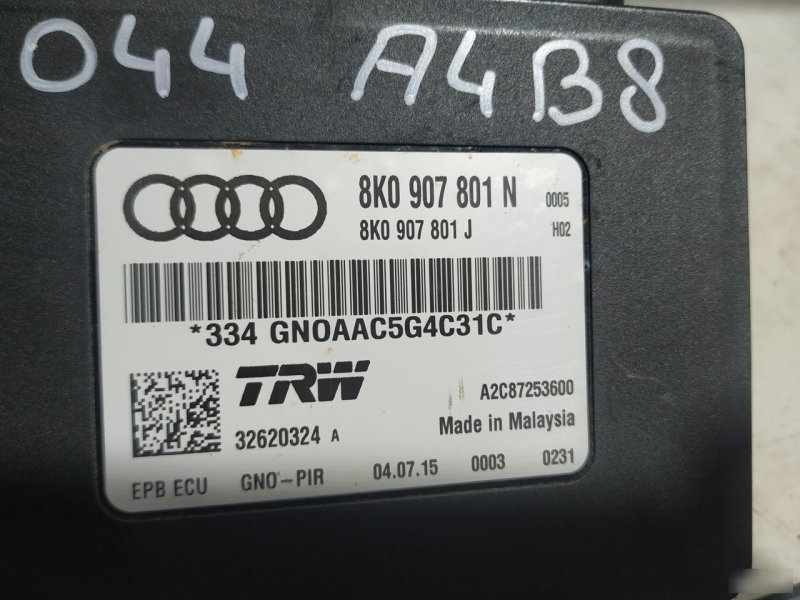 044 A4B8
8K0 907 801 N 0005
8K0 907 801 J H02
*334 GN0AAC5G4C31C*
TRW A2C87253600
32620324 A Made in Malaysia
EPB ECU GNO-PIR 04.07.15 0003 0231